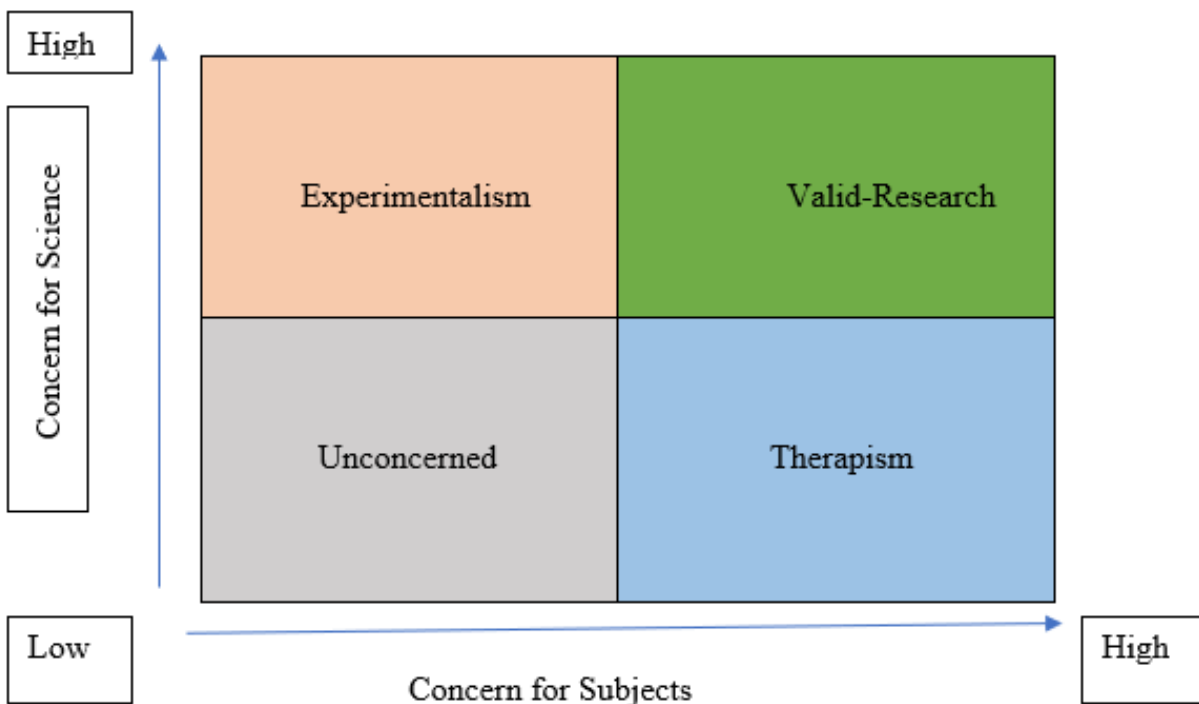 High
Concern for Science
Experimentalism
Valid-Research
Unconcerned
Therapism
Low
High
Concern for Subjects